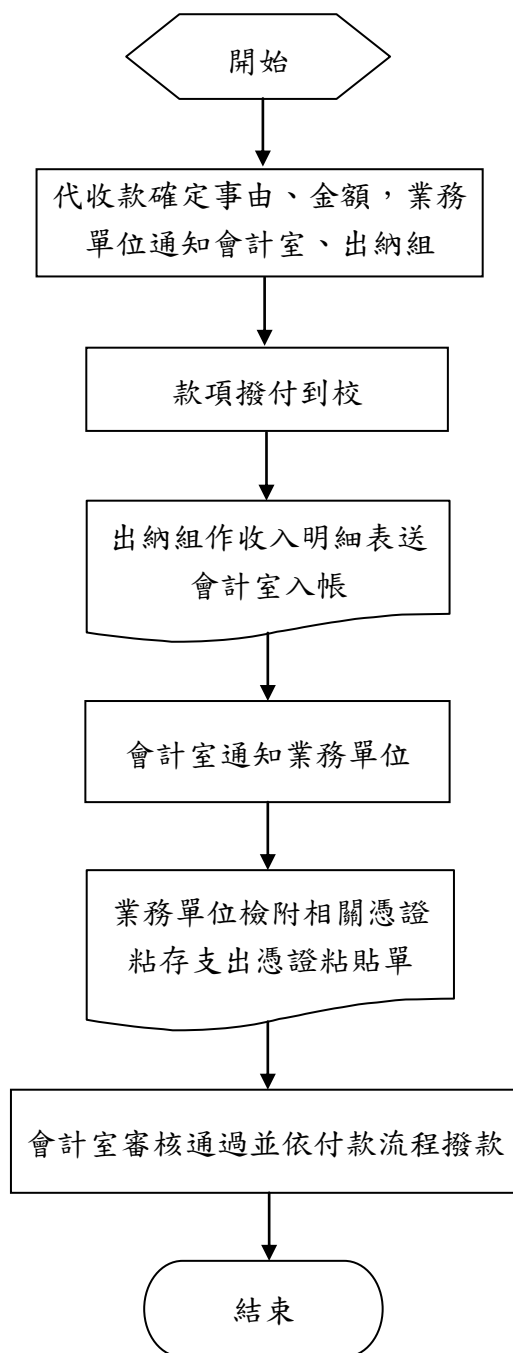 開始
代收款確定事由、金額，業務
單位通知會計室、出納組
款項撥付到校
出納組作收入明細表送
會計室入帳
會計室通知業務單位
業務單位檢附相關憑證
粘存支出憑證粘貼單
會計室審核通過並依付款流程撥款
結束